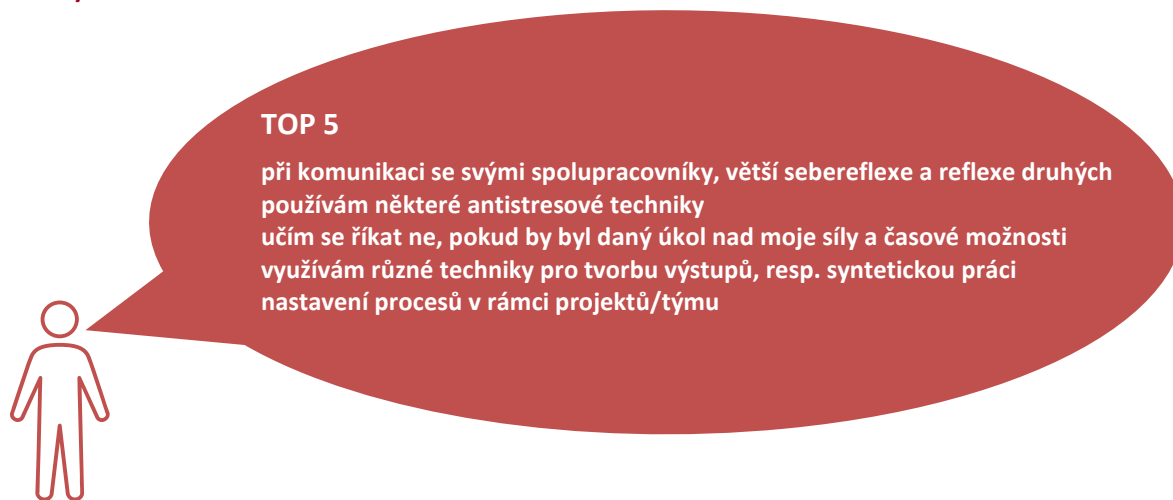 TOP 5
při komunikaci se svými spolupracovníky, větší sebereflexe a reflexe druhých
používám některé antistresové techniky
učím se říkat ne, pokud by byl daný úkol nad moje síly a časové možnosti
využívám různé techniky pro tvorbu výstupů, resp. syntetickou práci
nastavení procesů v rámci projektů/týmu